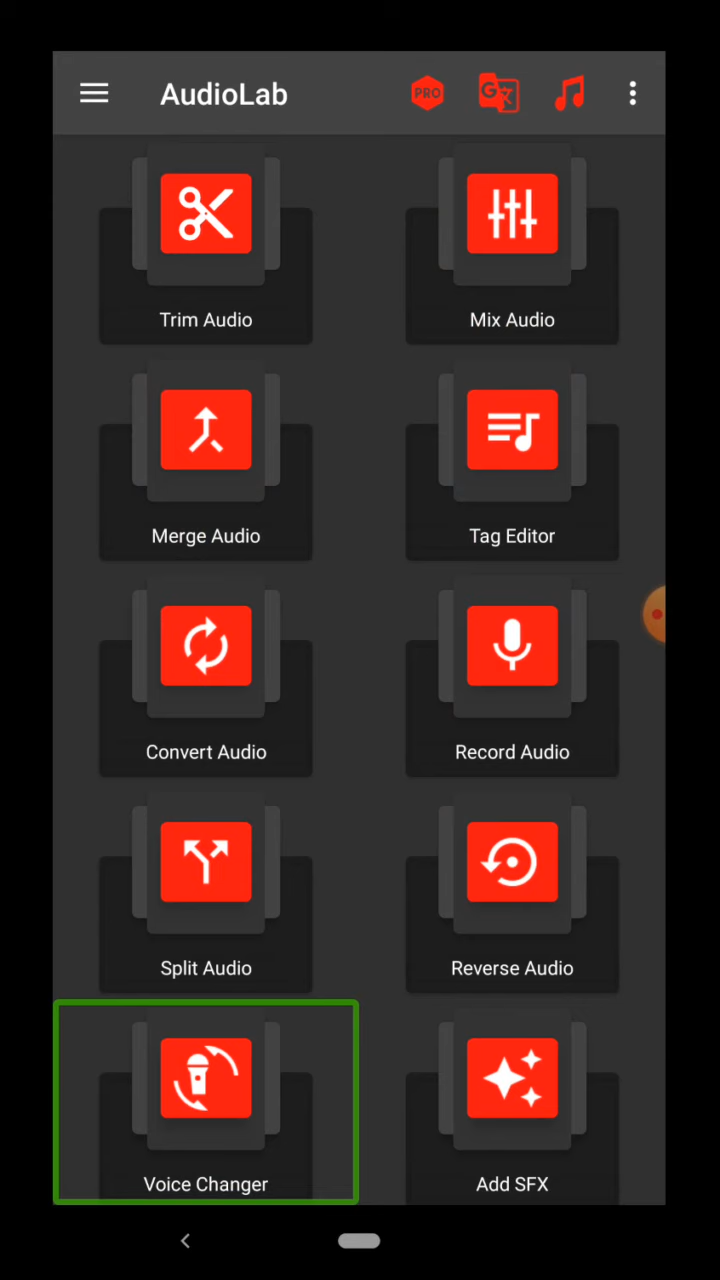 AudioLab PRO G
Trim Audio Mix Audio
Merge Audio Tag Editor
Convert Audio Record Audio
Split Audio Reverse Audio
Voice Changer Add SFX